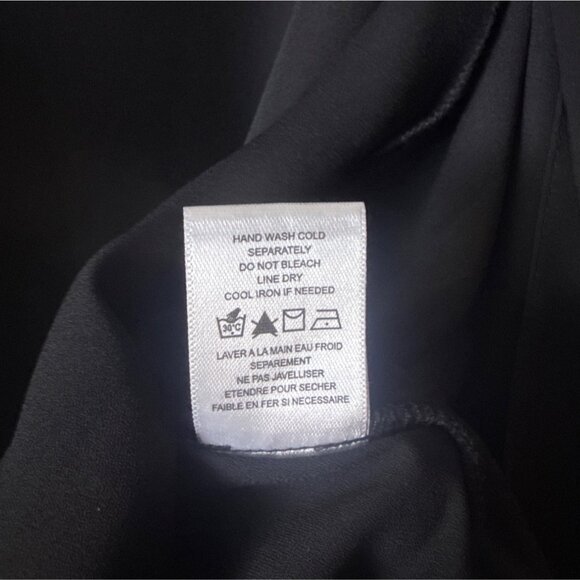 HAND WASH COLD
SEPARATELY
DO NOT BLEACH
LINE DRY
COOL IRON IF NEEDED
30°C
LAVER A LA MAIN EAU FROID
SEPAREMENT
NE PAS JAVELLISER
ETENDRE POUR SECHER
FAIBLE EN FER SI NECESSAIRE